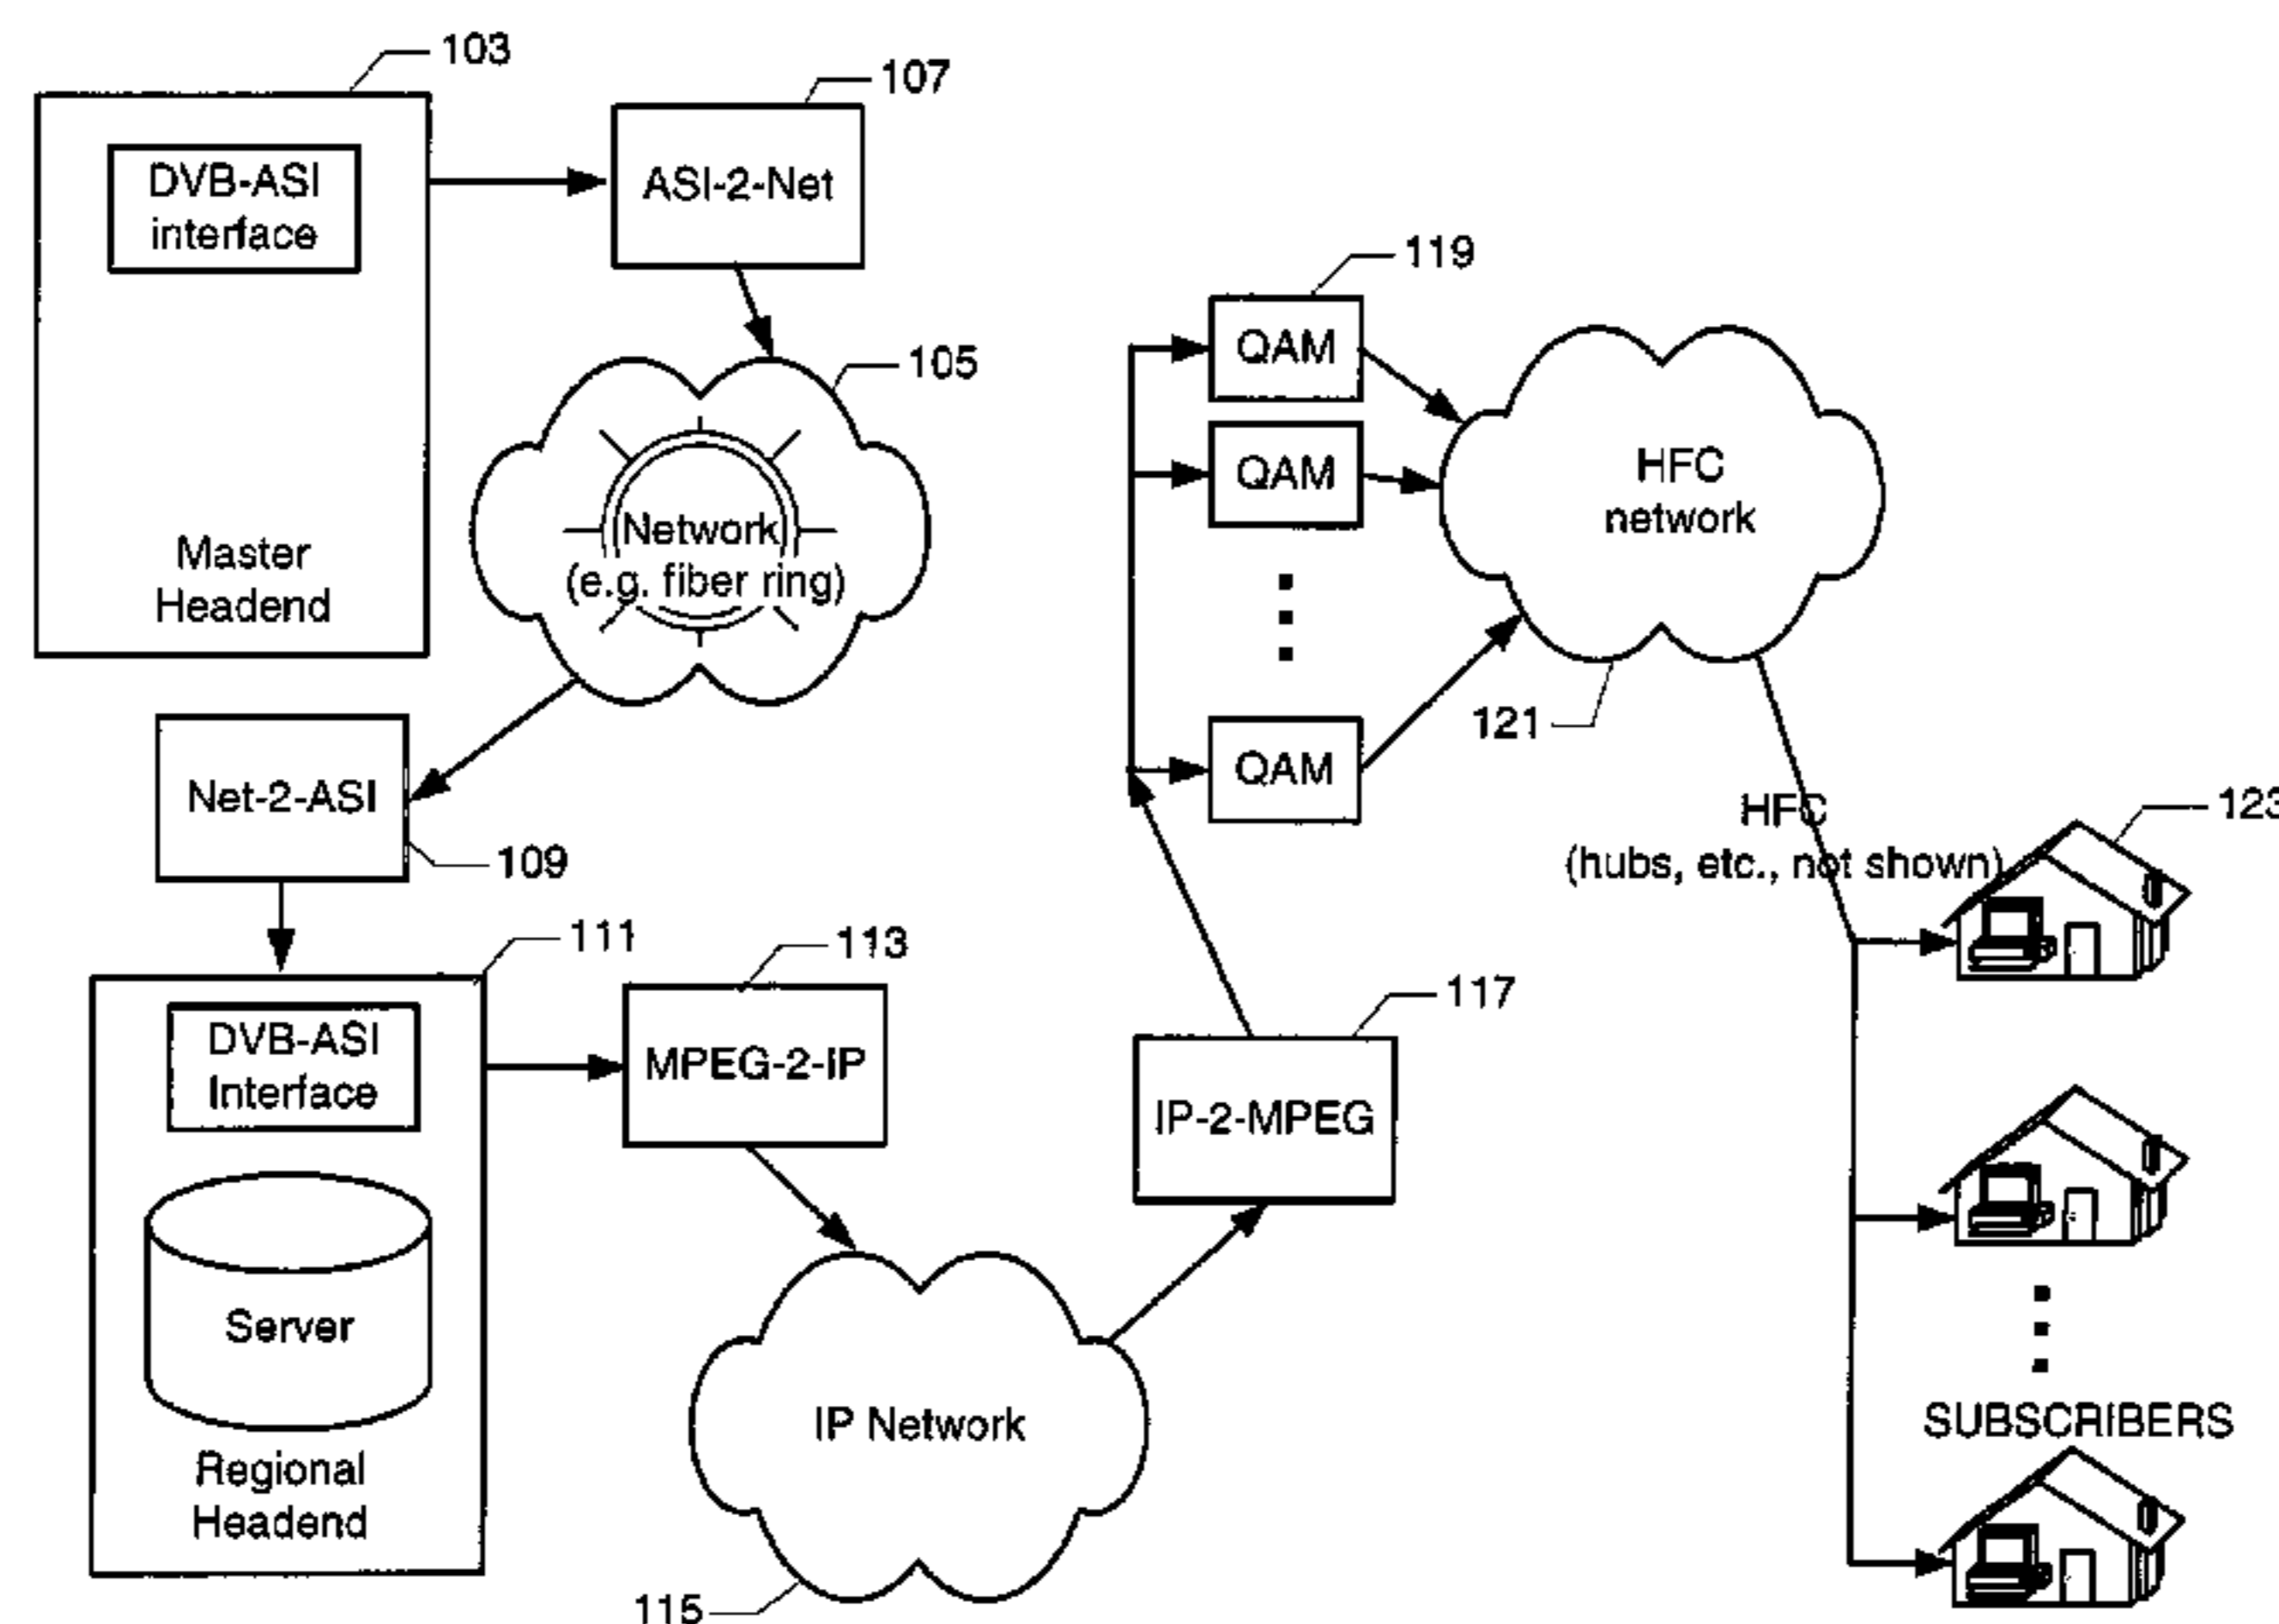 103
107
DVB-ASI
interface
ASI-2-Net
Master
Headend
105
Network
(e.g. fiber ring)
119
QAM
QAM
QAM
HFC
network
121
Net-2-ASI
109
HFC
(hubs, etc., not shown)
123
111
113
DVB-ASI
Interface
MPEG-2-IP
117
IP-2-MPEG
Server
Regional
Headend
IP Network
115
SUBSCRIBERS